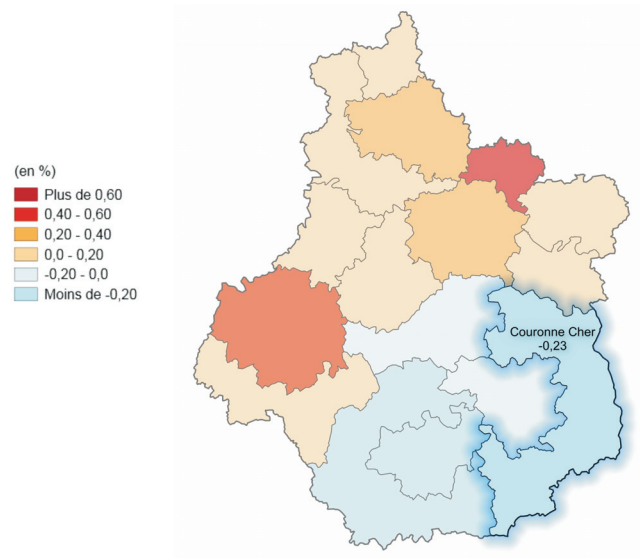 (en %)
Plus de 0,60
0,40 - 0,60
0,20 - 0,40
0,0 - 0,20
-0,20 - 0,0
Moins de -0,20
Couronne Cher
-0,23